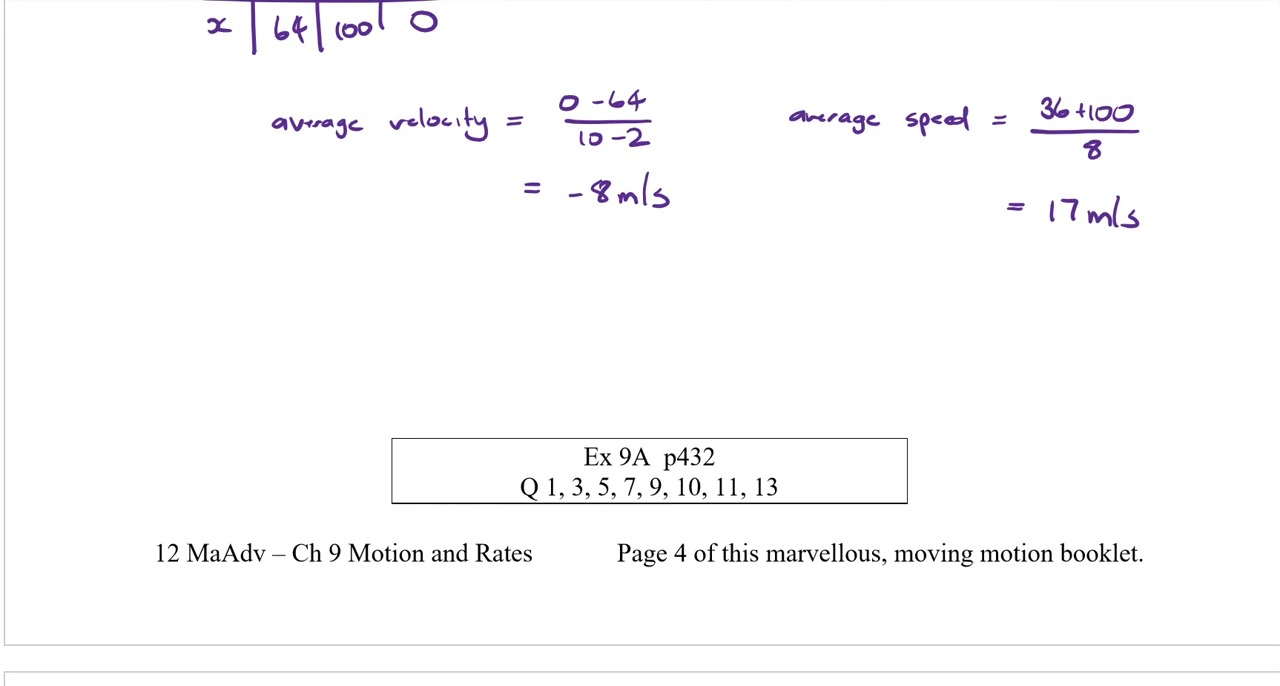 x | 64 | 100 | 0
average velocity = 0 - 64 / 10 - 2
average speed = 36 + 100 / 8
= -8 m/s
= 17 m/s
Ex 9A p432
Q 1, 3, 5, 7, 9, 10, 11, 13
12 MaAdv – Ch 9 Motion and Rates
Page 4 of this marvellous, moving motion booklet.